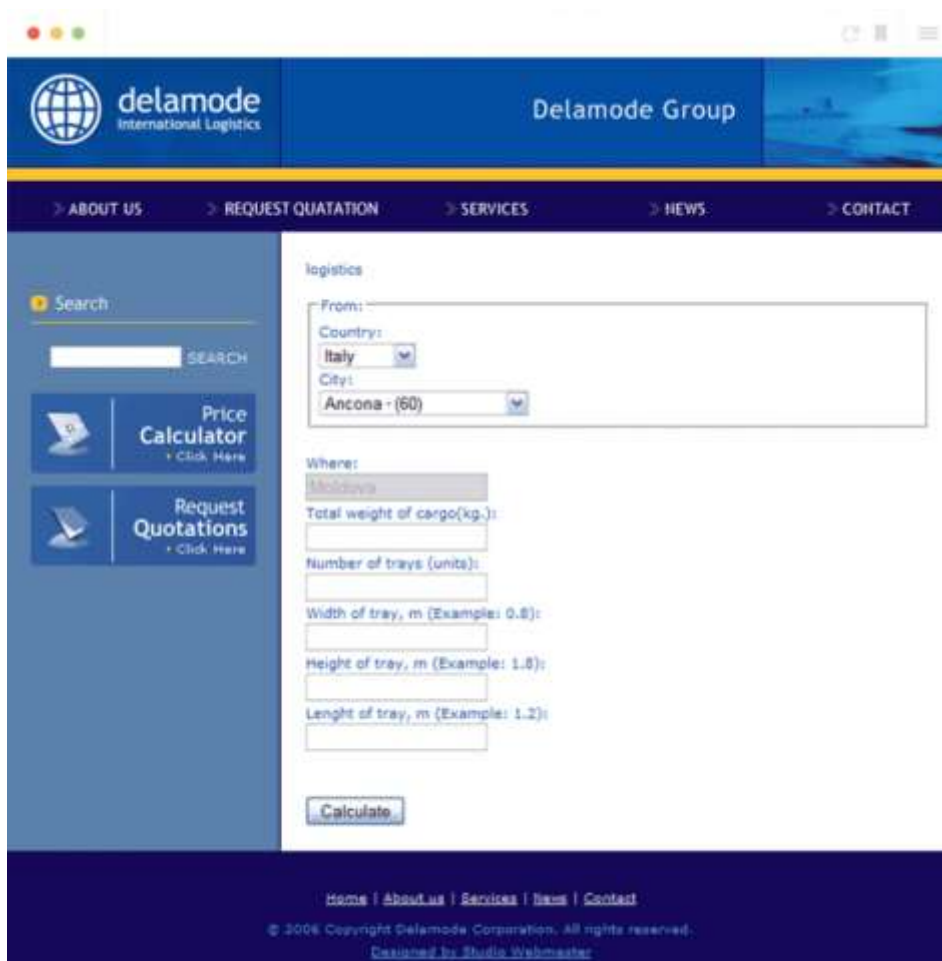 delamode
International Logistics
Delamode Group
ABOUT US
REQUEST QUATATION
SERVICES
NEWS
CONTACT
Search
SEARCH
Price
Calculator
Click Here
Request
Quotations
Click Here
logistics
From:
Country:
Italy
City:
Ancona - (60)
Where:
Moldova
Total weight of cargo(kg.):
Number of trays (units):
Width of tray, m (Example: 0.8):
Height of tray, m (Example: 1.8):
Lenght of tray, m (Example: 1.2):
Calculate
Home | About us | Services | News | Contact
© 2006 Copyright Delamode Corporation. All rights reserved.
Designed by Studio Webmaster